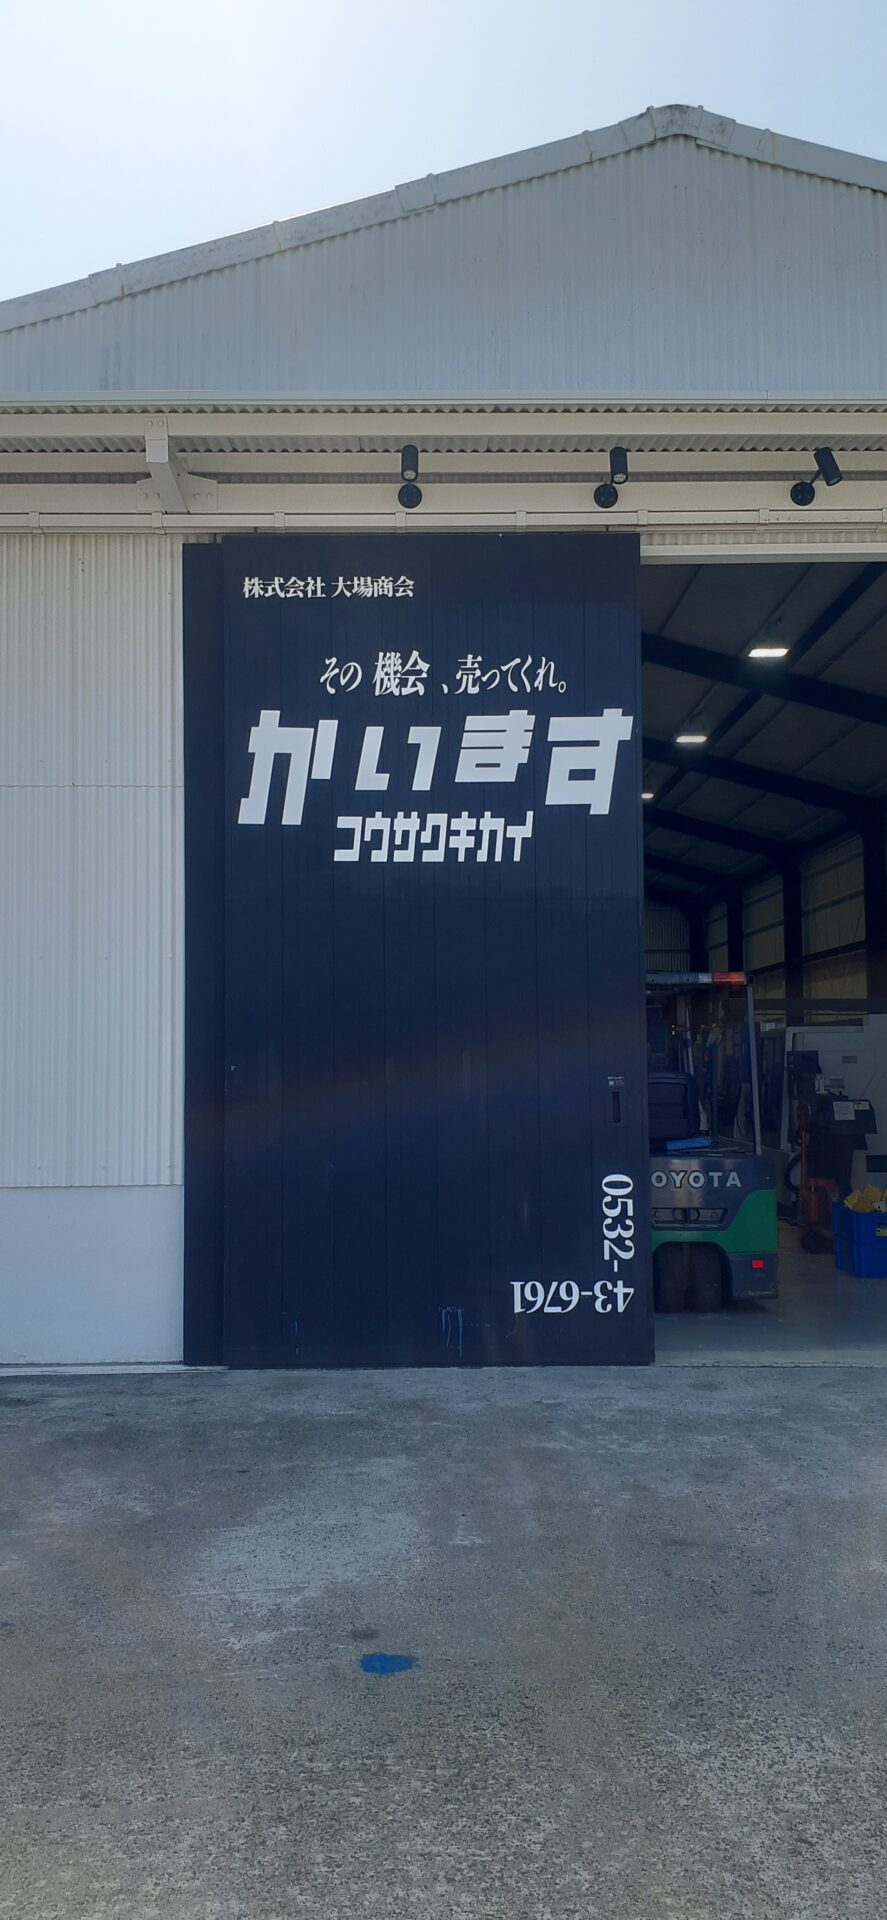 株式会社 大場商会
その 機会 、売ってくれ。
かいます
コウサクキカイ
0532-
43-6761
OYOTA